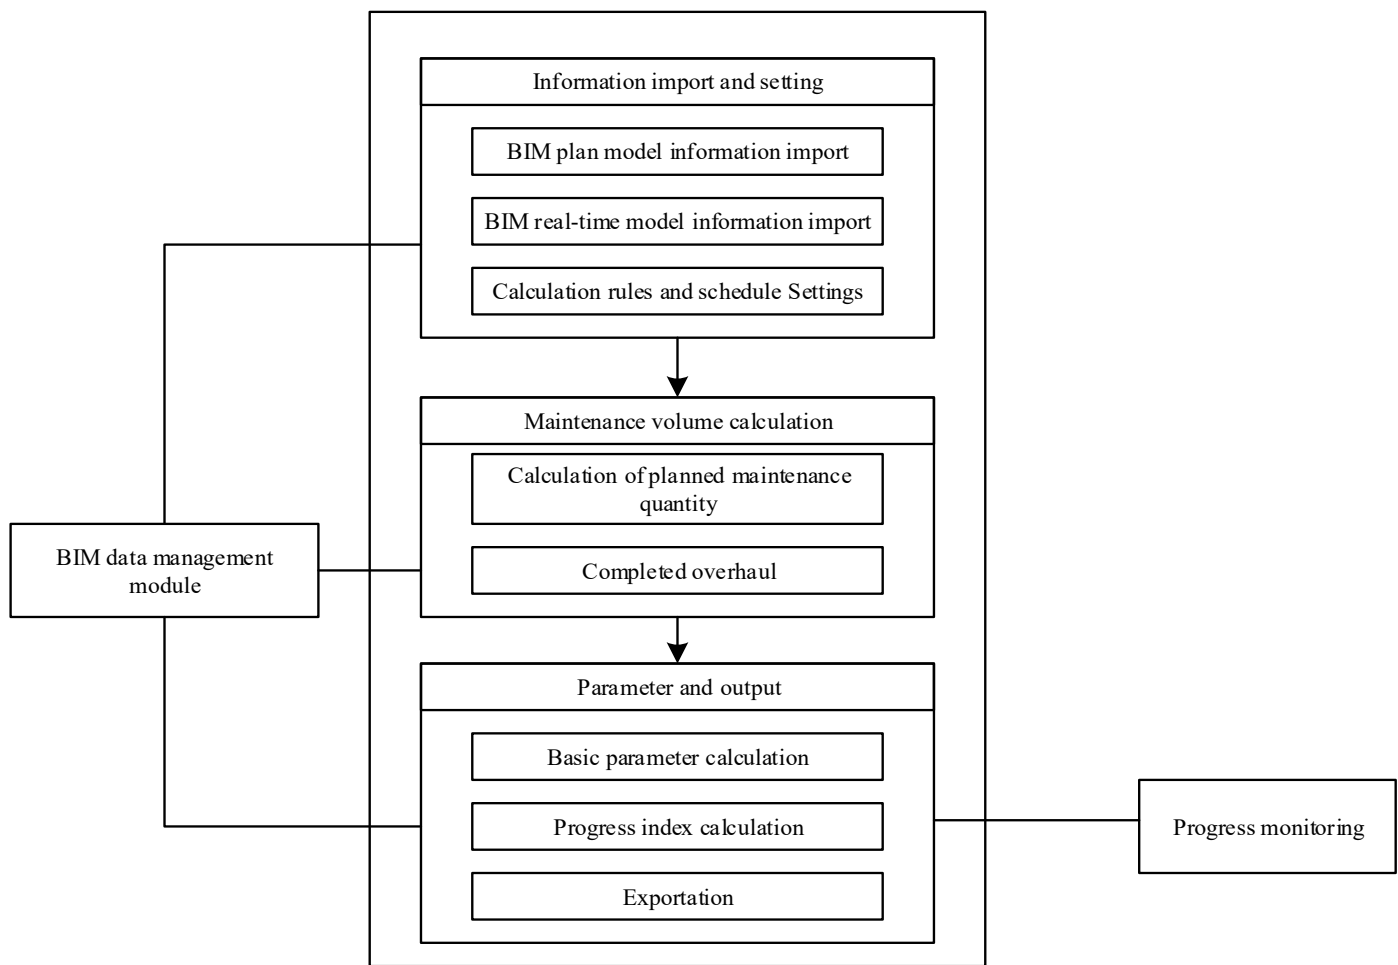 Information import and setting
BIM plan model information import
BIM real-time model information import
Calculation rules and schedule Settings
Maintenance volume calculation
Calculation of planned maintenance
quantity
Completed overhaul
BIM data management
module
Parameter and output
Basic parameter calculation
Progress index calculation
Exportation
Progress monitoring